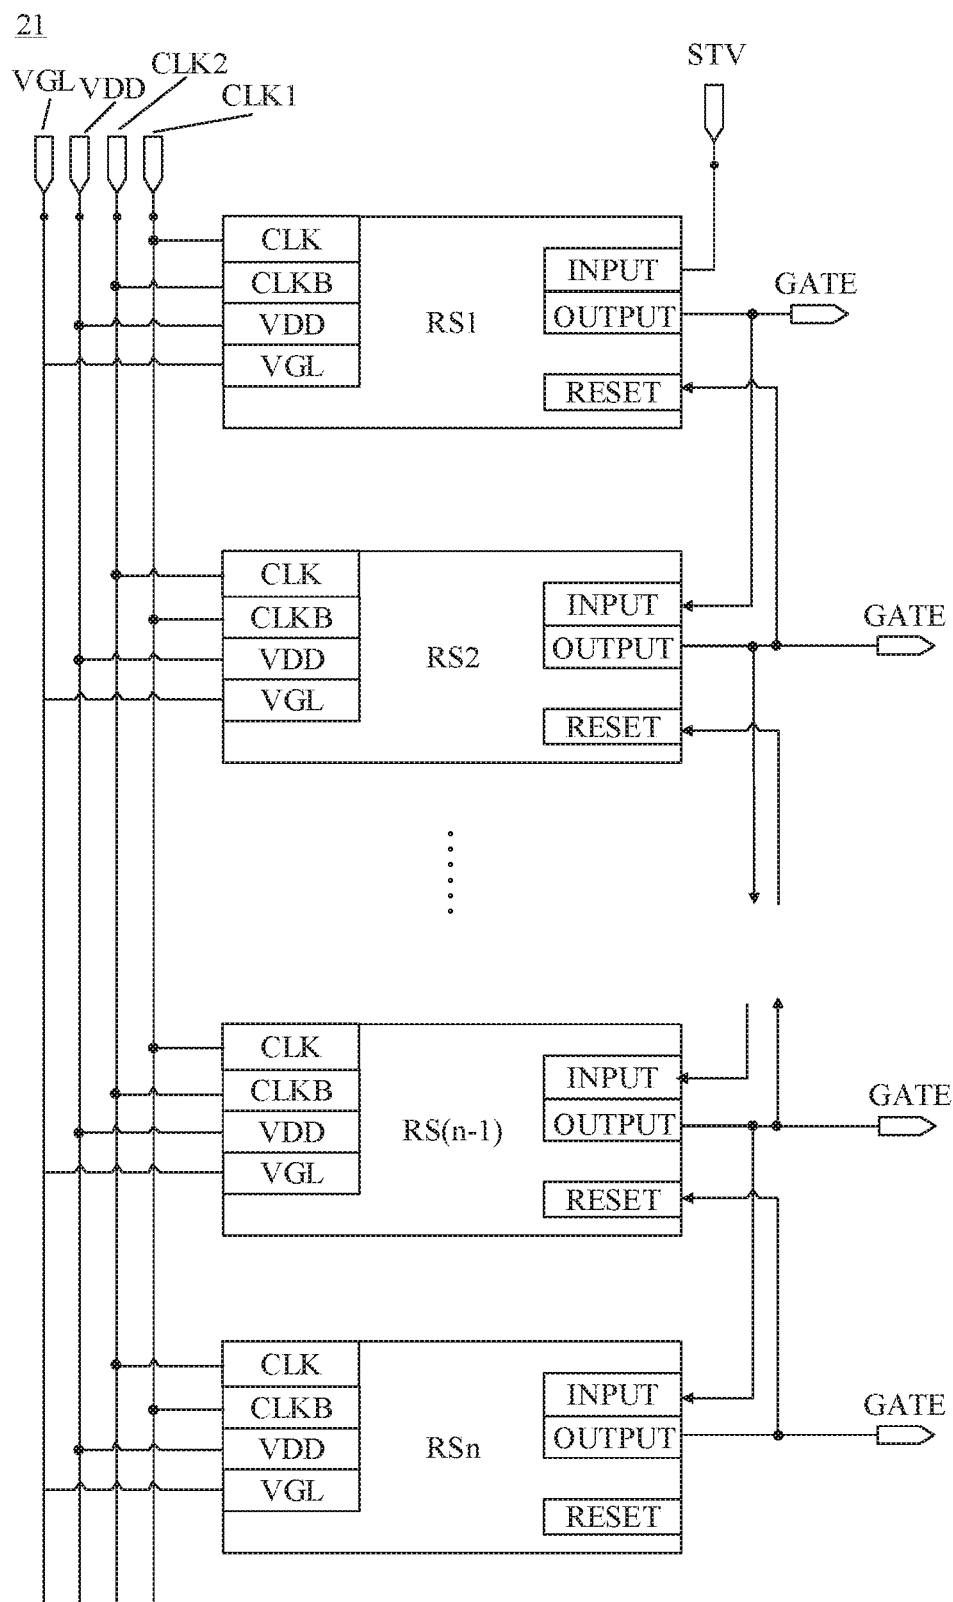 21
VGL
VDD
CLK2
CLK1
STV
CLK
CLKB
VDD
VGL
RS1
INPUT
OUTPUT
RESET
GATE
CLK
CLKB
VDD
VGL
RS2
INPUT
OUTPUT
RESET
GATE
CLK
CLKB
VDD
VGL
RS(n-1)
INPUT
OUTPUT
RESET
GATE
CLK
CLKB
VDD
VGL
RSn
INPUT
OUTPUT
RESET
GATE